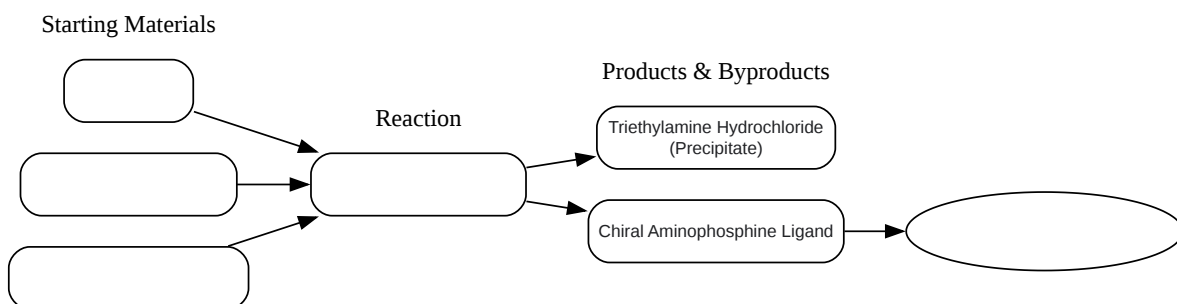 Starting Materials
Reaction
Products & Byproducts
Triethylamine Hydrochloride
(Precipitate)
Chiral Aminophosphine Ligand